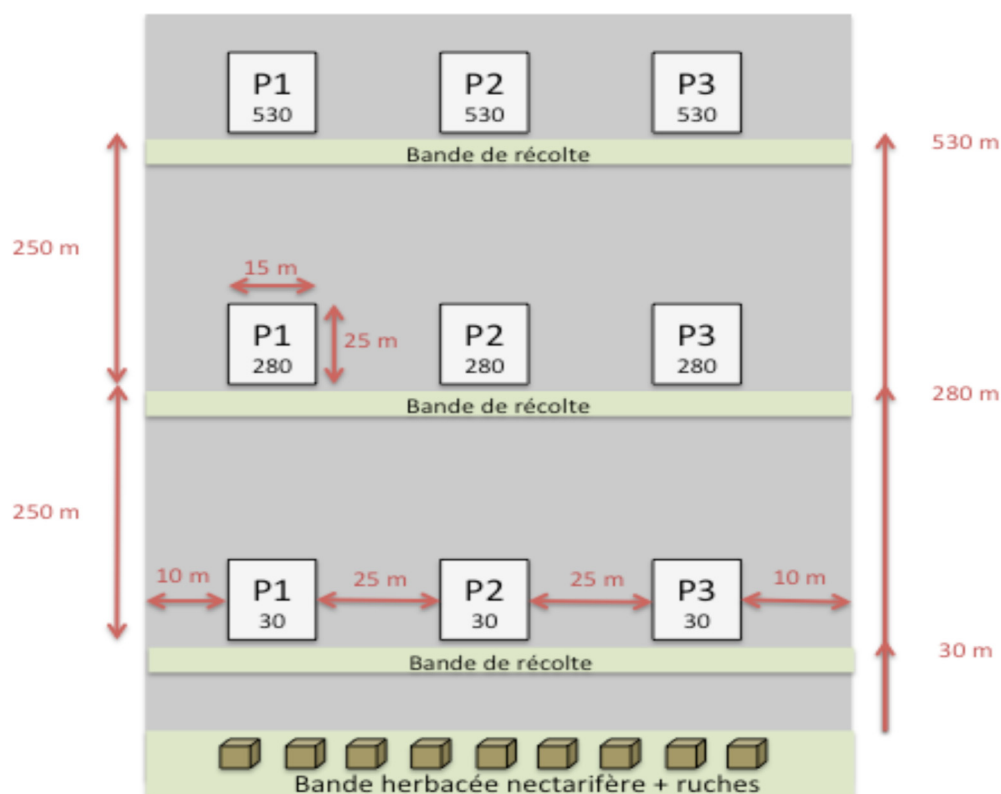 P1 P2 P3
530 530 530
530 m
Bande de récolte
250 m
15 m
P1 P2 P3
25 m
280 280 280
280 m
Bande de récolte
250 m
10 m 25 m 25 m 10 m
P1 P2 P3
30 30 30
30 m
Bande de récolte
Bande herbacée nectarifère + ruches